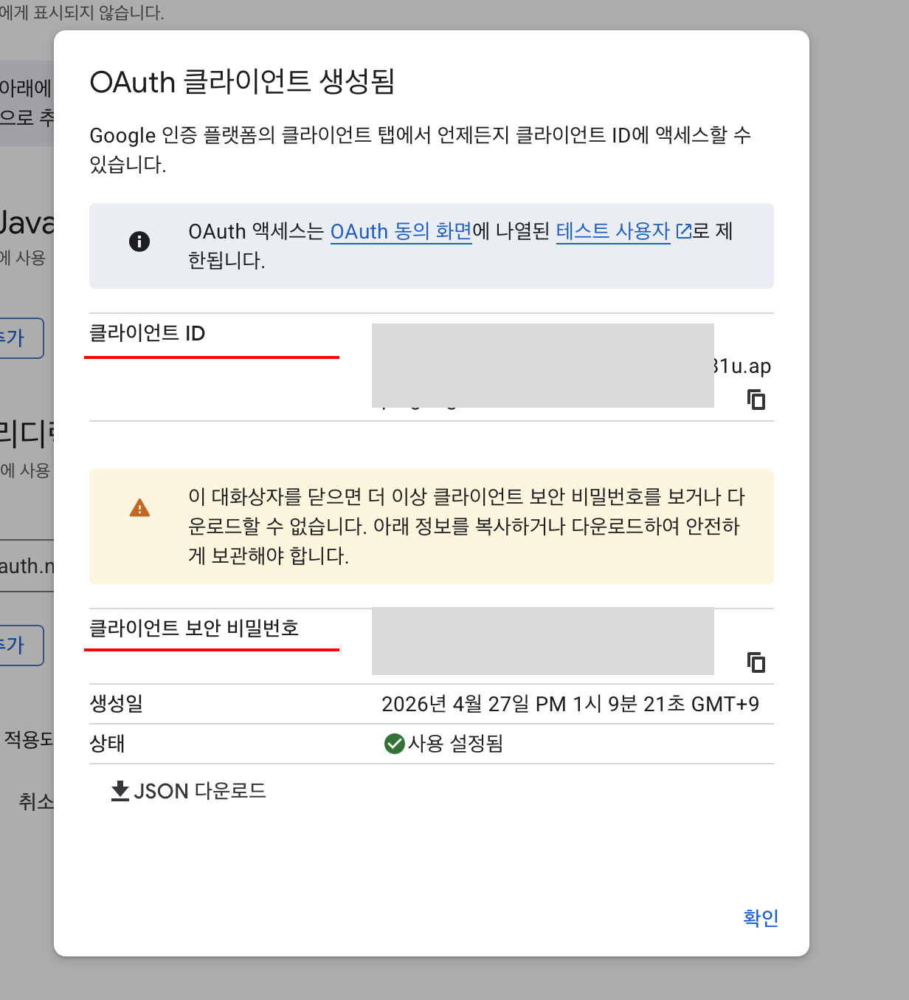 에게 표시되지 않습니다.
아래에
으로 추
Java
에 사용
추가
리디렉
에 사용
auth.n
추가
적용되
취소
OAuth 클라이언트 생성됨
Google 인증 플랫폼의 클라이언트 탭에서 언제든지 클라이언트 ID에 액세스할 수
있습니다.
OAuth 액세스는 OAuth 동의 화면에 나열된 테스트 사용자로 제
한됩니다.
클라이언트 ID
31u.ap
이 대화상자를 닫으면 더 이상 클라이언트 보안 비밀번호를 보거나 다
운로드할 수 없습니다. 아래 정보를 복사하거나 다운로드하여 안전하
게 보관해야 합니다.
클라이언트 보안 비밀번호
생성일 2026년 4월 27일 PM 1시 9분 21초 GMT+9
상태 사용 설정됨
JSON 다운로드
확인